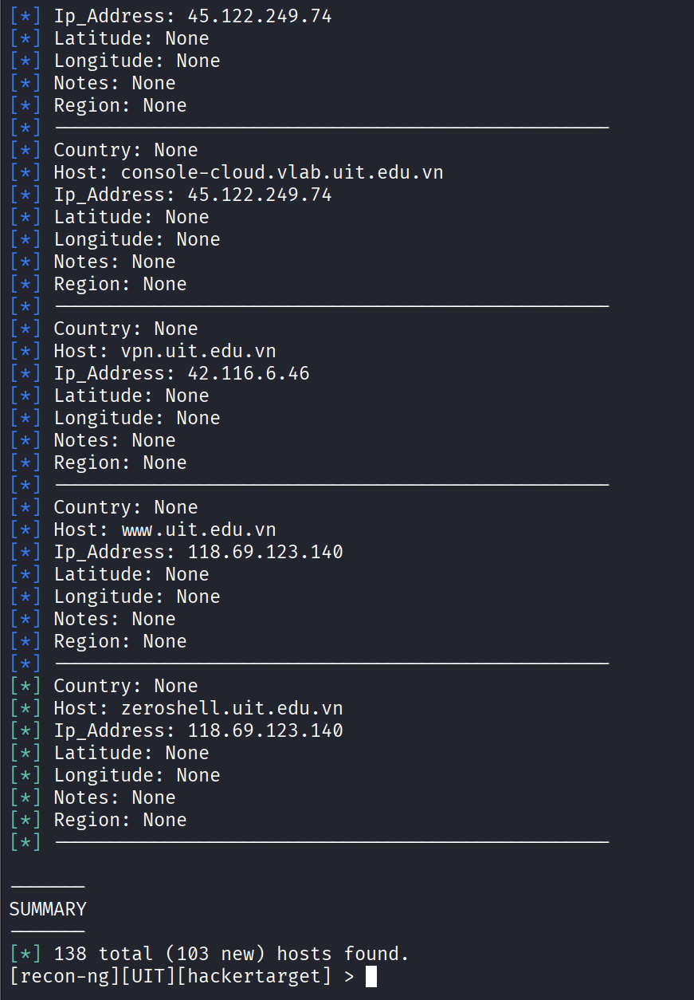 [*] Ip_Address: 45.122.249.74
[*] Latitude: None
[*] Longitude: None
[*] Notes: None
[*] Region: None
[*] --------------------------------------------------
[*] Country: None
[*] Host: console-cloud.vlab.uit.edu.vn
[*] Ip_Address: 45.122.249.74
[*] Latitude: None
[*] Longitude: None
[*] Notes: None
[*] Region: None
[*] --------------------------------------------------
[*] Country: None
[*] Host: vpn.uit.edu.vn
[*] Ip_Address: 42.116.6.46
[*] Latitude: None
[*] Longitude: None
[*] Notes: None
[*] Region: None
[*] --------------------------------------------------
[*] Country: None
[*] Host: www.uit.edu.vn
[*] Ip_Address: 118.69.123.140
[*] Latitude: None
[*] Longitude: None
[*] Notes: None
[*] Region: None
[*] --------------------------------------------------
[*] Country: None
[*] Host: zeroshell.uit.edu.vn
[*] Ip_Address: 118.69.123.140
[*] Latitude: None
[*] Longitude: None
[*] Notes: None
[*] Region: None
[*] --------------------------------------------------
-------
SUMMARY
-------
[*] 138 total (103 new) hosts found.
[recon-ng][UIT][hackertarget] >